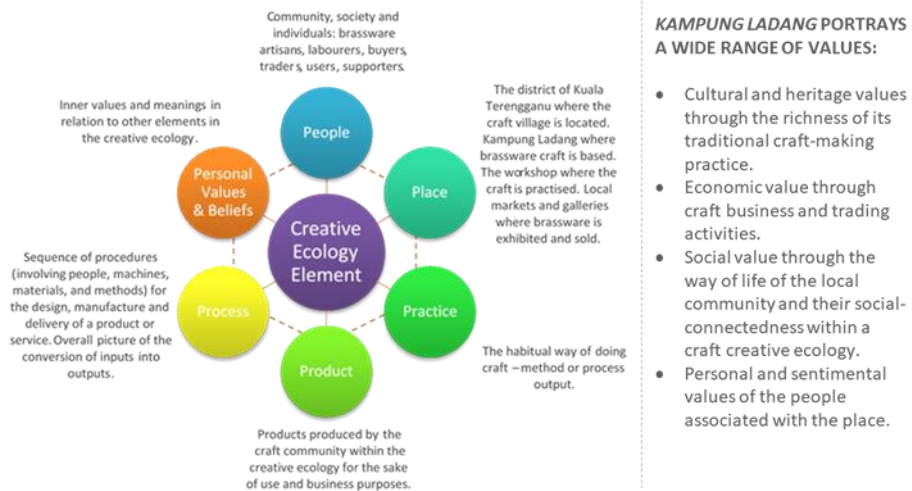 Community, society and
individuals: brassware
artisans, labourers, buyers,
traders, users, supporters.
People
The district of Kuala
Terengganu where the
craft village is located.
Kampung Ladang where
brassware craft is based.
The workshop where the
craft is practised. Local
markets and galleries
where brassware is
exhibited and sold.
Place
Inner values and meanings in
relation to other elements in
the creative ecology.
Personal
Values
& Beliefs
Creative
Ecology
Element
Sequence of procedures
(involving people, machines,
materials, and methods) for
the design, manufacture and
delivery of a product or
service. Overall picture of the
conversion of inputs into
outputs.
Process
Practice
The habitual way of doing
craft – method or process
output.
Product
Products produced by the
craft community within the
creative ecology for the sake
of use and business purposes.
KAMPUNG LADANG PORTRAYS
A WIDE RANGE OF VALUES:
• Cultural and heritage values
through the richness of its
traditional craft-making
practice.
• Economic value through
craft business and trading
activities.
• Social value through the
way of life of the local
community and their social-
connectedness within a
craft creative ecology.
• Personal and sentimental
values of the people
associated with the place.